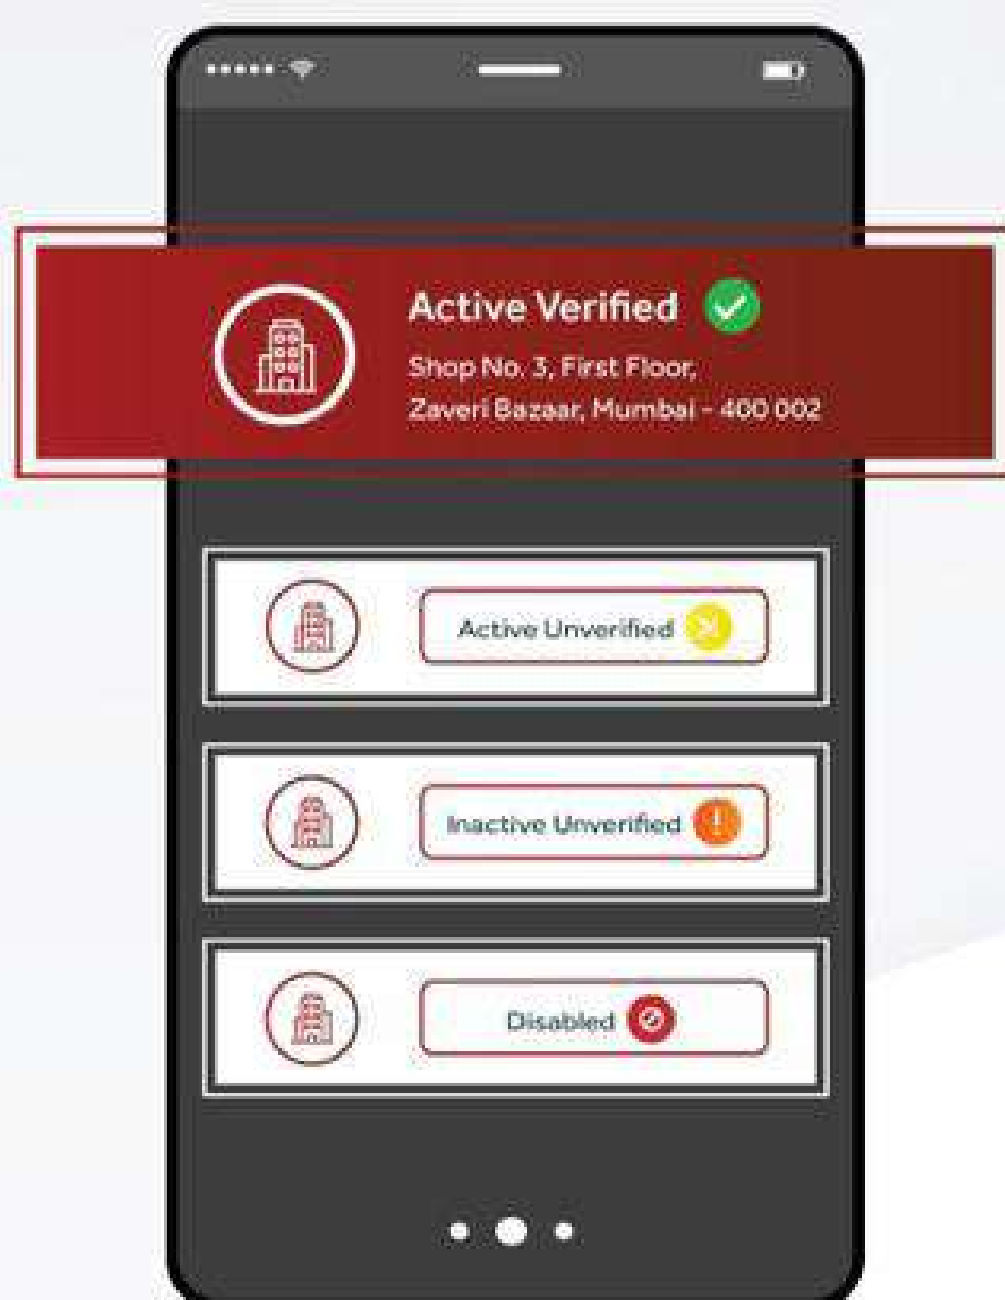 Active Verified
Shop No. 3, First Floor,
Zaveri Bazaar, Mumbai - 400 002
Active Unverified
Inactive Unverified
Disabled